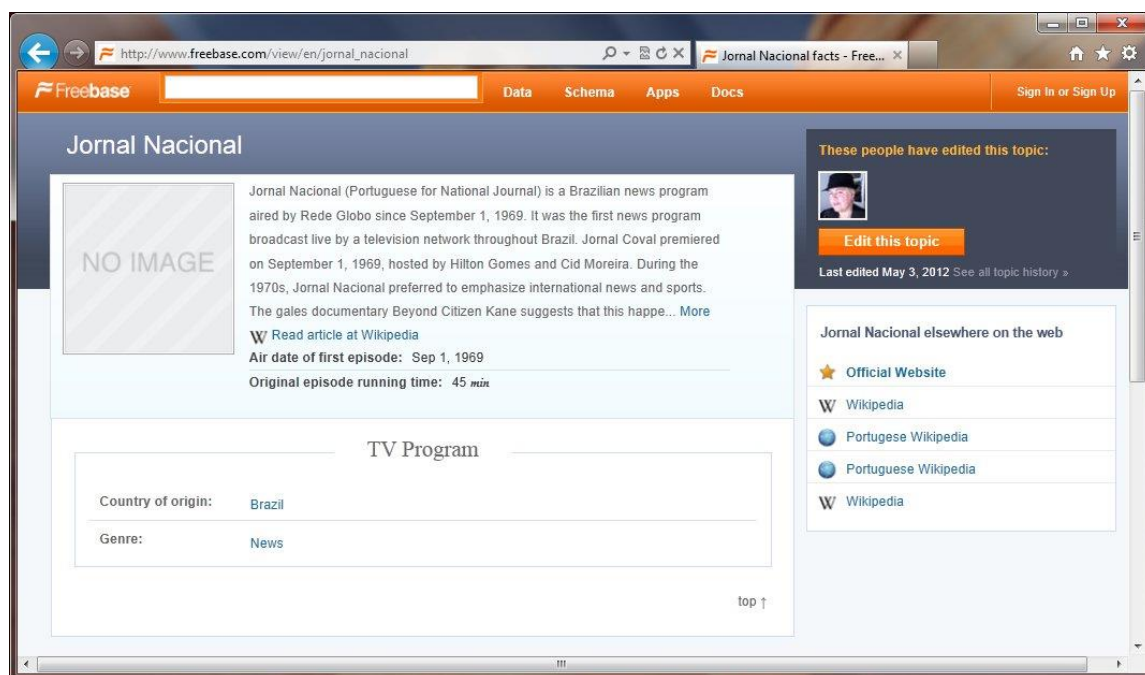 http://www.freebase.com/view/en/jornal_nacional
Jornal Nacional facts - Free...
Freebase
Data Schema Apps Docs
Sign In or Sign Up
Jornal Nacional
NO IMAGE
Jornal Nacional (Portuguese for National Journal) is a Brazilian news program
aired by Rede Globo since September 1, 1969. It was the first news program
broadcast live by a television network throughout Brazil. Jornal Coval premiered
on September 1, 1969, hosted by Hilton Gomes and Cid Moreira. During the
1970s, Jornal Nacional preferred to emphasize international news and sports.
The gales documentary Beyond Citizen Kane suggests that this happe... More
W Read article at Wikipedia
Air date of first episode: Sep 1, 1969
Original episode running time: 45 min
TV Program
Country of origin: Brazil
Genre: News
top ↑
These people have edited this topic:
Edit this topic
Last edited May 3, 2012 See all topic history »
Jornal Nacional elsewhere on the web
Official Website
W Wikipedia
Portugese Wikipedia
Portuguese Wikipedia
W Wikipedia